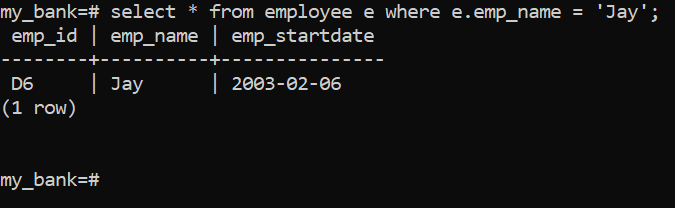 my_bank=# select * from employee e where e.emp_name = 'Jay';
 emp_id | emp_name | emp_startdate
--------+----------+---------------
 D6     | Jay      | 2003-02-06
(1 row)
my_bank=#